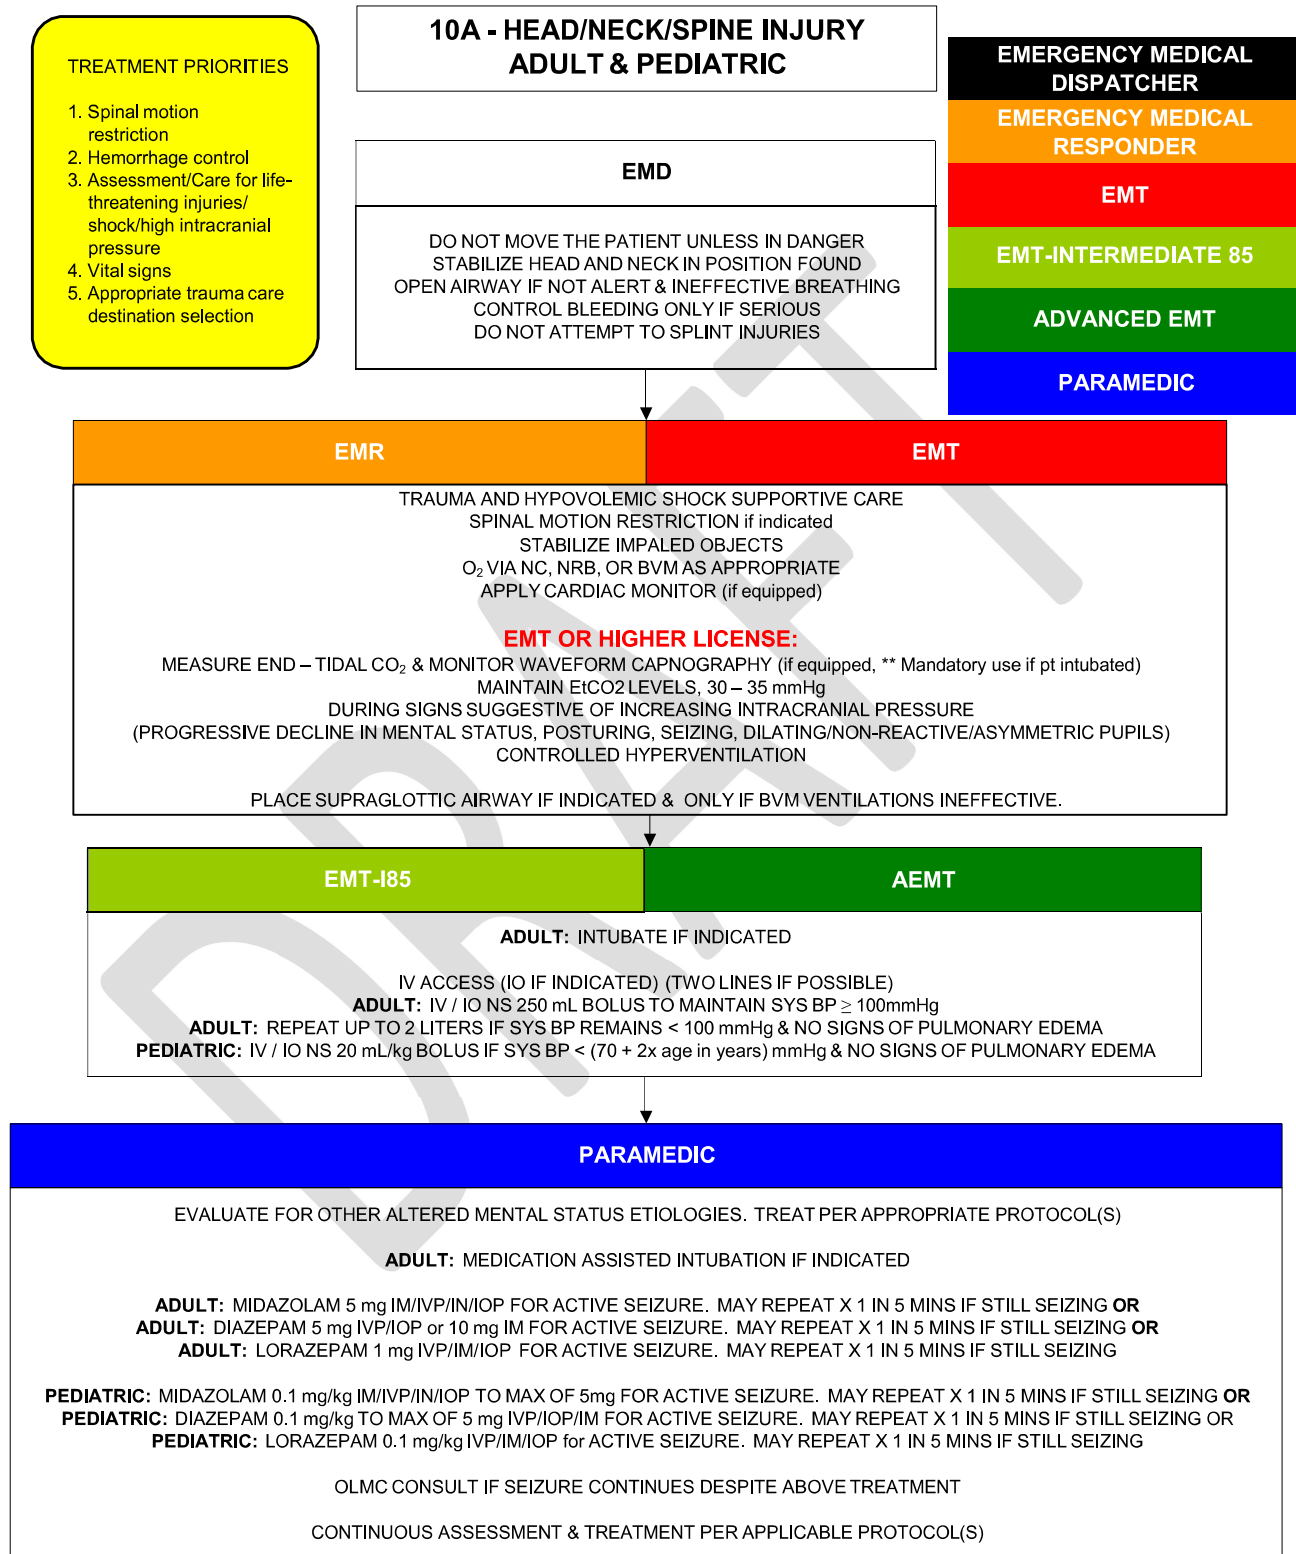 10A - HEAD/NECK/SPINE INJURY
ADULT & PEDIATRIC
TREATMENT PRIORITIES
1. Spinal motion
restriction
2. Hemorrhage control
3. Assessment/Care for life-
threatening injuries/
shock/high intracranial
pressure
4. Vital signs
5. Appropriate trauma care
destination selection
EMERGENCY MEDICAL
DISPATCHER
EMERGENCY MEDICAL
RESPONDER
EMT
EMT-INTERMEDIATE 85
ADVANCED EMT
PARAMEDIC
EMD
DO NOT MOVE THE PATIENT UNLESS IN DANGER
STABILIZE HEAD AND NECK IN POSITION FOUND
OPEN AIRWAY IF NOT ALERT & INEFFECTIVE BREATHING
CONTROL BLEEDING ONLY IF SERIOUS
DO NOT ATTEMPT TO SPLINT INJURIES
EMR
EMT
TRAUMA AND HYPOVOLEMIC SHOCK SUPPORTIVE CARE
SPINAL MOTION RESTRICTION if indicated
STABILIZE IMPALED OBJECTS
O₂ VIA NC, NRB, OR BVM AS APPROPRIATE
APPLY CARDIAC MONITOR (if equipped)
EMT OR HIGHER LICENSE:
MEASURE END – TIDAL CO₂ & MONITOR WAVEFORM CAPNOGRAPHY (if equipped, ** Mandatory use if pt intubated)
MAINTAIN EtCO2 LEVELS, 30 – 35 mmHg
DURING SIGNS SUGGESTIVE OF INCREASING INTRACRANIAL PRESSURE
(PROGRESSIVE DECLINE IN MENTAL STATUS, POSTURING, SEIZING, DILATING/NON-REACTIVE/ASYMMETRIC PUPILS)
CONTROLLED HYPERVENTILATION
PLACE SUPRAGLOTTIC AIRWAY IF INDICATED & ONLY IF BVM VENTILATIONS INEFFECTIVE.
EMT-I85
AEMT
ADULT: INTUBATE IF INDICATED
IV ACCESS (IO IF INDICATED) (TWO LINES IF POSSIBLE)
ADULT: IV / IO NS 250 mL BOLUS TO MAINTAIN SYS BP ≥ 100mmHg
ADULT: REPEAT UP TO 2 LITERS IF SYS BP REMAINS < 100 mmHg & NO SIGNS OF PULMONARY EDEMA
PEDIATRIC: IV / IO NS 20 mL/kg BOLUS IF SYS BP < (70 + 2x age in years) mmHg & NO SIGNS OF PULMONARY EDEMA
PARAMEDIC
EVALUATE FOR OTHER ALTERED MENTAL STATUS ETIOLOGIES. TREAT PER APPROPRIATE PROTOCOL(S)
ADULT: MEDICATION ASSISTED INTUBATION IF INDICATED
ADULT: MIDAZOLAM 5 mg IM/IVP/IN/IOP FOR ACTIVE SEIZURE. MAY REPEAT X 1 IN 5 MINS IF STILL SEIZING OR
ADULT: DIAZEPAM 5 mg IVP/IOP or 10 mg IM FOR ACTIVE SEIZURE. MAY REPEAT X 1 IN 5 MINS IF STILL SEIZING OR
ADULT: LORAZEPAM 1 mg IVP/IM/IOP FOR ACTIVE SEIZURE. MAY REPEAT X 1 IN 5 MINS IF STILL SEIZING
PEDIATRIC: MIDAZOLAM 0.1 mg/kg IM/IVP/IN/IOP TO MAX OF 5mg FOR ACTIVE SEIZURE. MAY REPEAT X 1 IN 5 MINS IF STILL SEIZING OR
PEDIATRIC: DIAZEPAM 0.1 mg/kg TO MAX OF 5 mg IVP/IOP/IM FOR ACTIVE SEIZURE. MAY REPEAT X 1 IN 5 MINS IF STILL SEIZING OR
PEDIATRIC: LORAZEPAM 0.1 mg/kg IVP/IM/IOP for ACTIVE SEIZURE. MAY REPEAT X 1 IN 5 MINS IF STILL SEIZING
OLMC CONSULT IF SEIZURE CONTINUES DESPITE ABOVE TREATMENT
CONTINUOUS ASSESSMENT & TREATMENT PER APPLICABLE PROTOCOL(S)
DRAFT